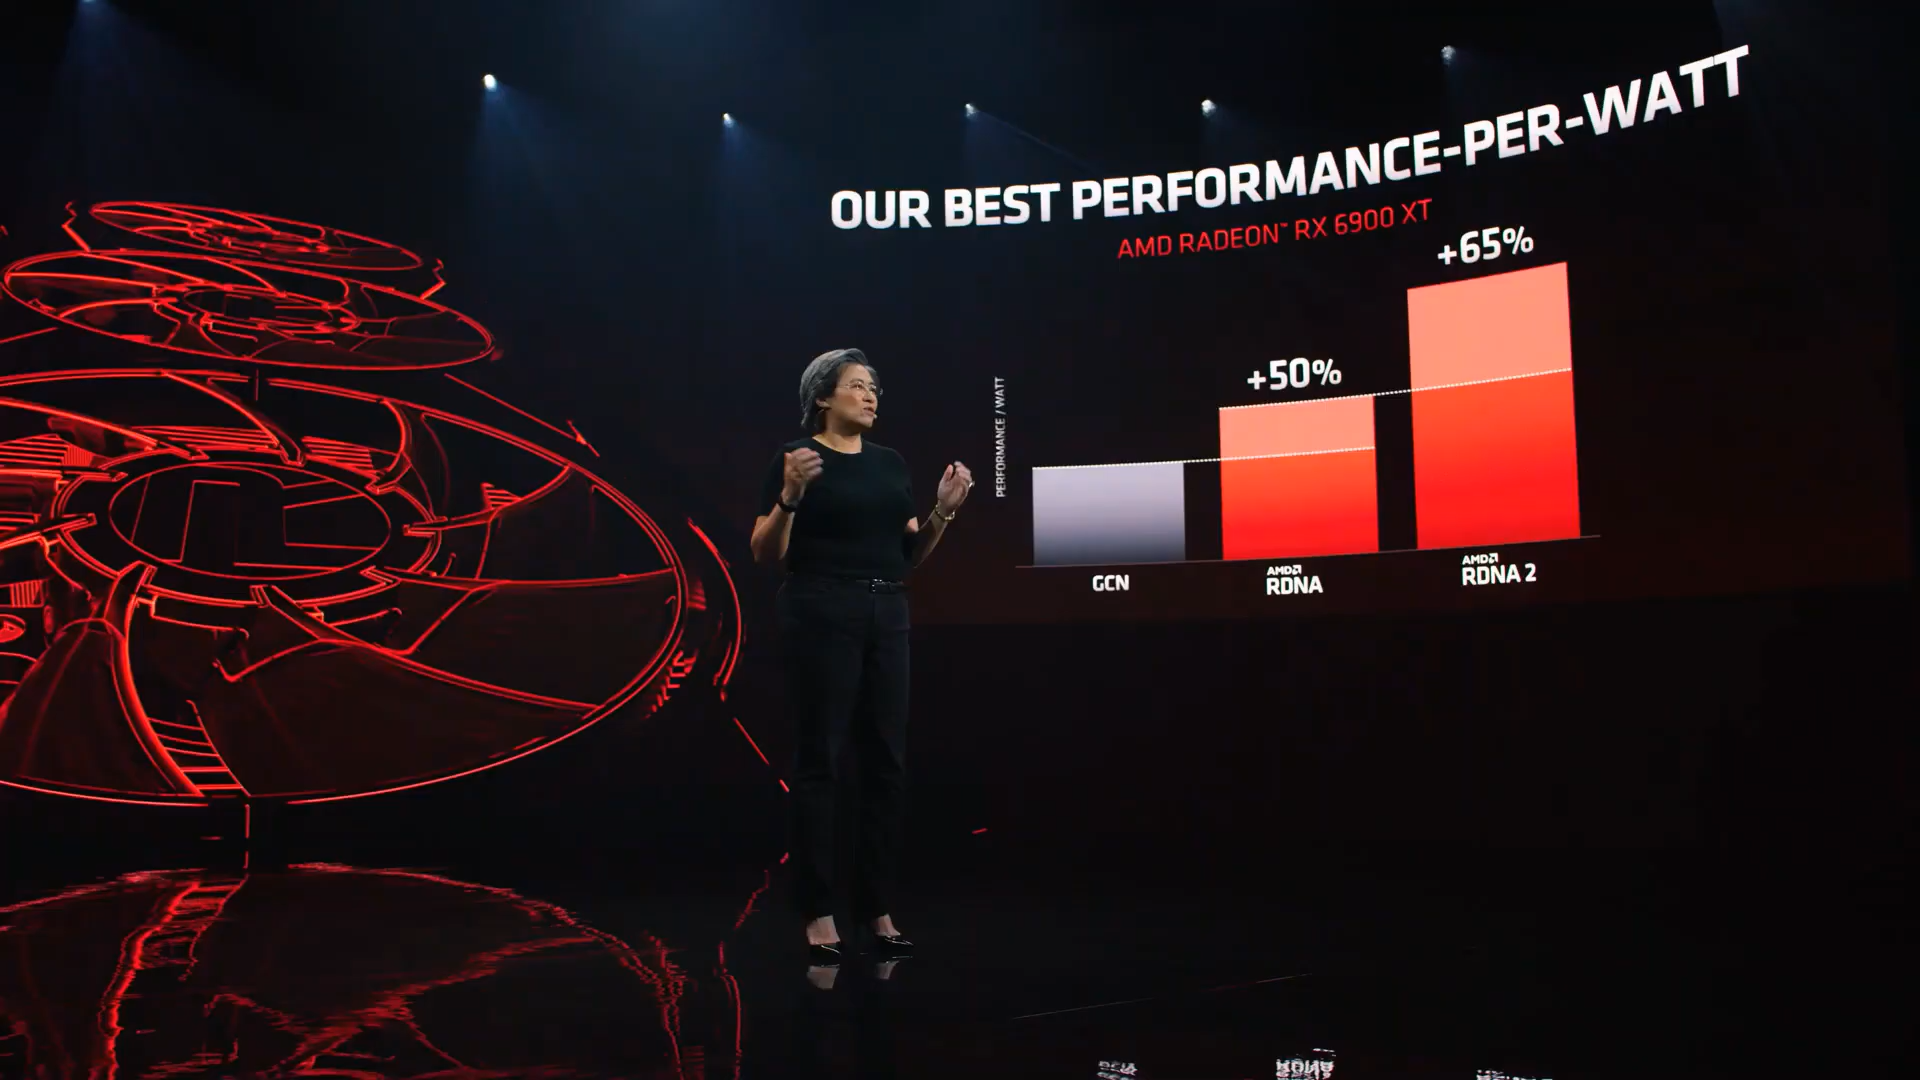 OUR BEST PERFORMANCE-PER-WATT
AMD RADEON™ RX 6900 XT
+65%
+50%
PERFORMANCE / WATT
GCN
AMD
RDNA
AMD
RDNA 2